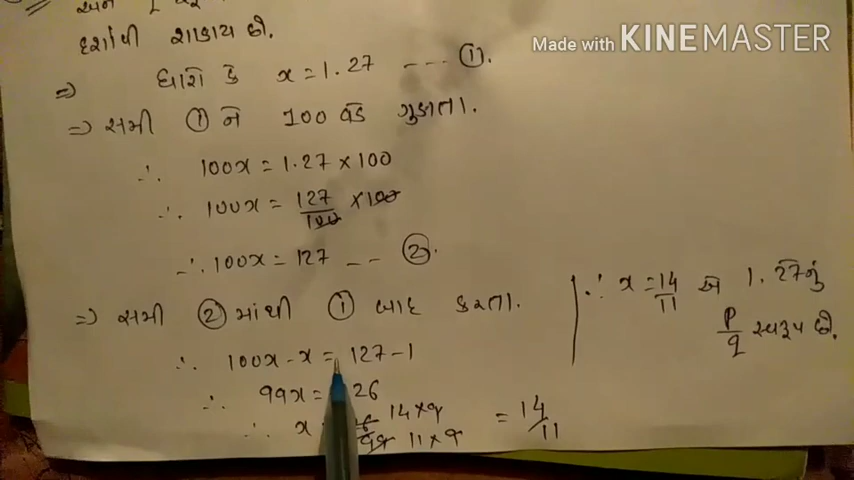 Made with KINEMASTER
દર્શાવી શકાય છે.
⇒ ધારો કે x = 1.27 --- ①.
⇒ સમી ① ને 100 વડે ગુણતા.
∴ 100x = 1.27 × 100
∴ 100x = 127/100 × 100
∴ 100x = 127 -- ②.
⇒ સમી ② માંથી ① બાદ કરતા.
∴ 100x - x = 127 - 1
∴ 99x = 26
∴ x 14×9 / 11×9 = 14/11
∴ x = 14/11 એ 1.27નું
p/q સ્વરૂપ છે.